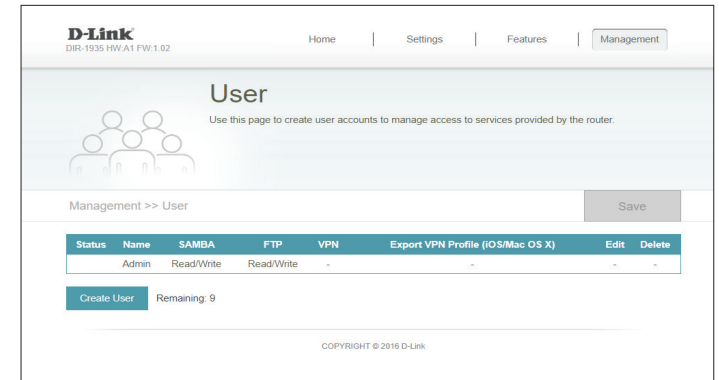 D-Link
DIR-1935 HW:A1 FW:1.02
Home | Settings | Features | Management
User
Use this page to create user accounts to manage access to services provided by the router.
Management >> User
Save
Status Name SAMBA FTP VPN Export VPN Profile (iOS/Mac OS X) Edit Delete
Admin Read/Write Read/Write - - - -
Create User Remaining: 9
COPYRIGHT © 2016 D-Link